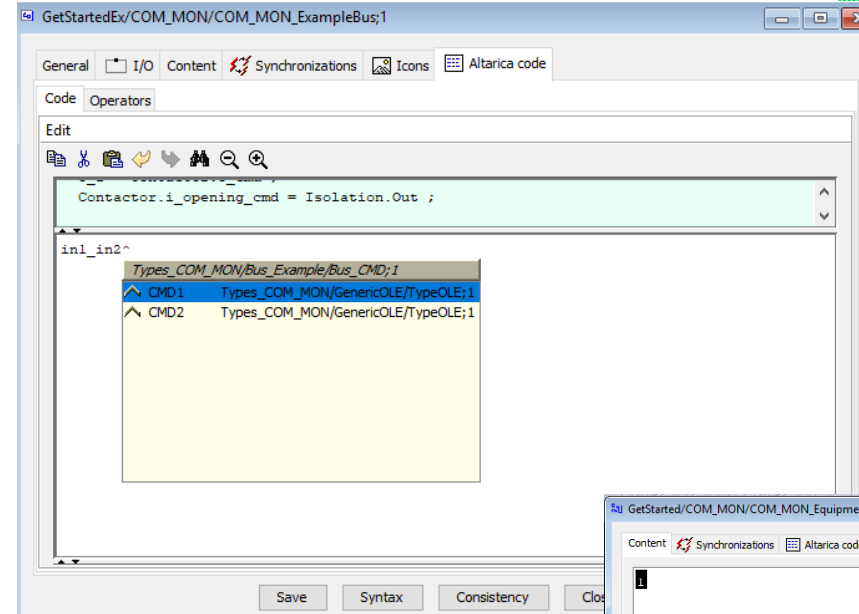 GetStartedEx/COM_MON/COM_MON_ExampleBus;1
General I/O Content Synchronizations Icons Altarica code
Code Operators
Edit
Contactor.i_opening_cmd = Isolation.Out ;
in1_in2^
Types_COM_MON/Bus_Example/Bus_CMD;1
CMD1 Types_COM_MON/GenericOLE/TypeOLE;1
CMD2 Types_COM_MON/GenericOLE/TypeOLE;1
GetStarted/COM_MON/COM_MON_Equipme
Content Synchronizations Altarica cod
1
Save Syntax Consistency Clos